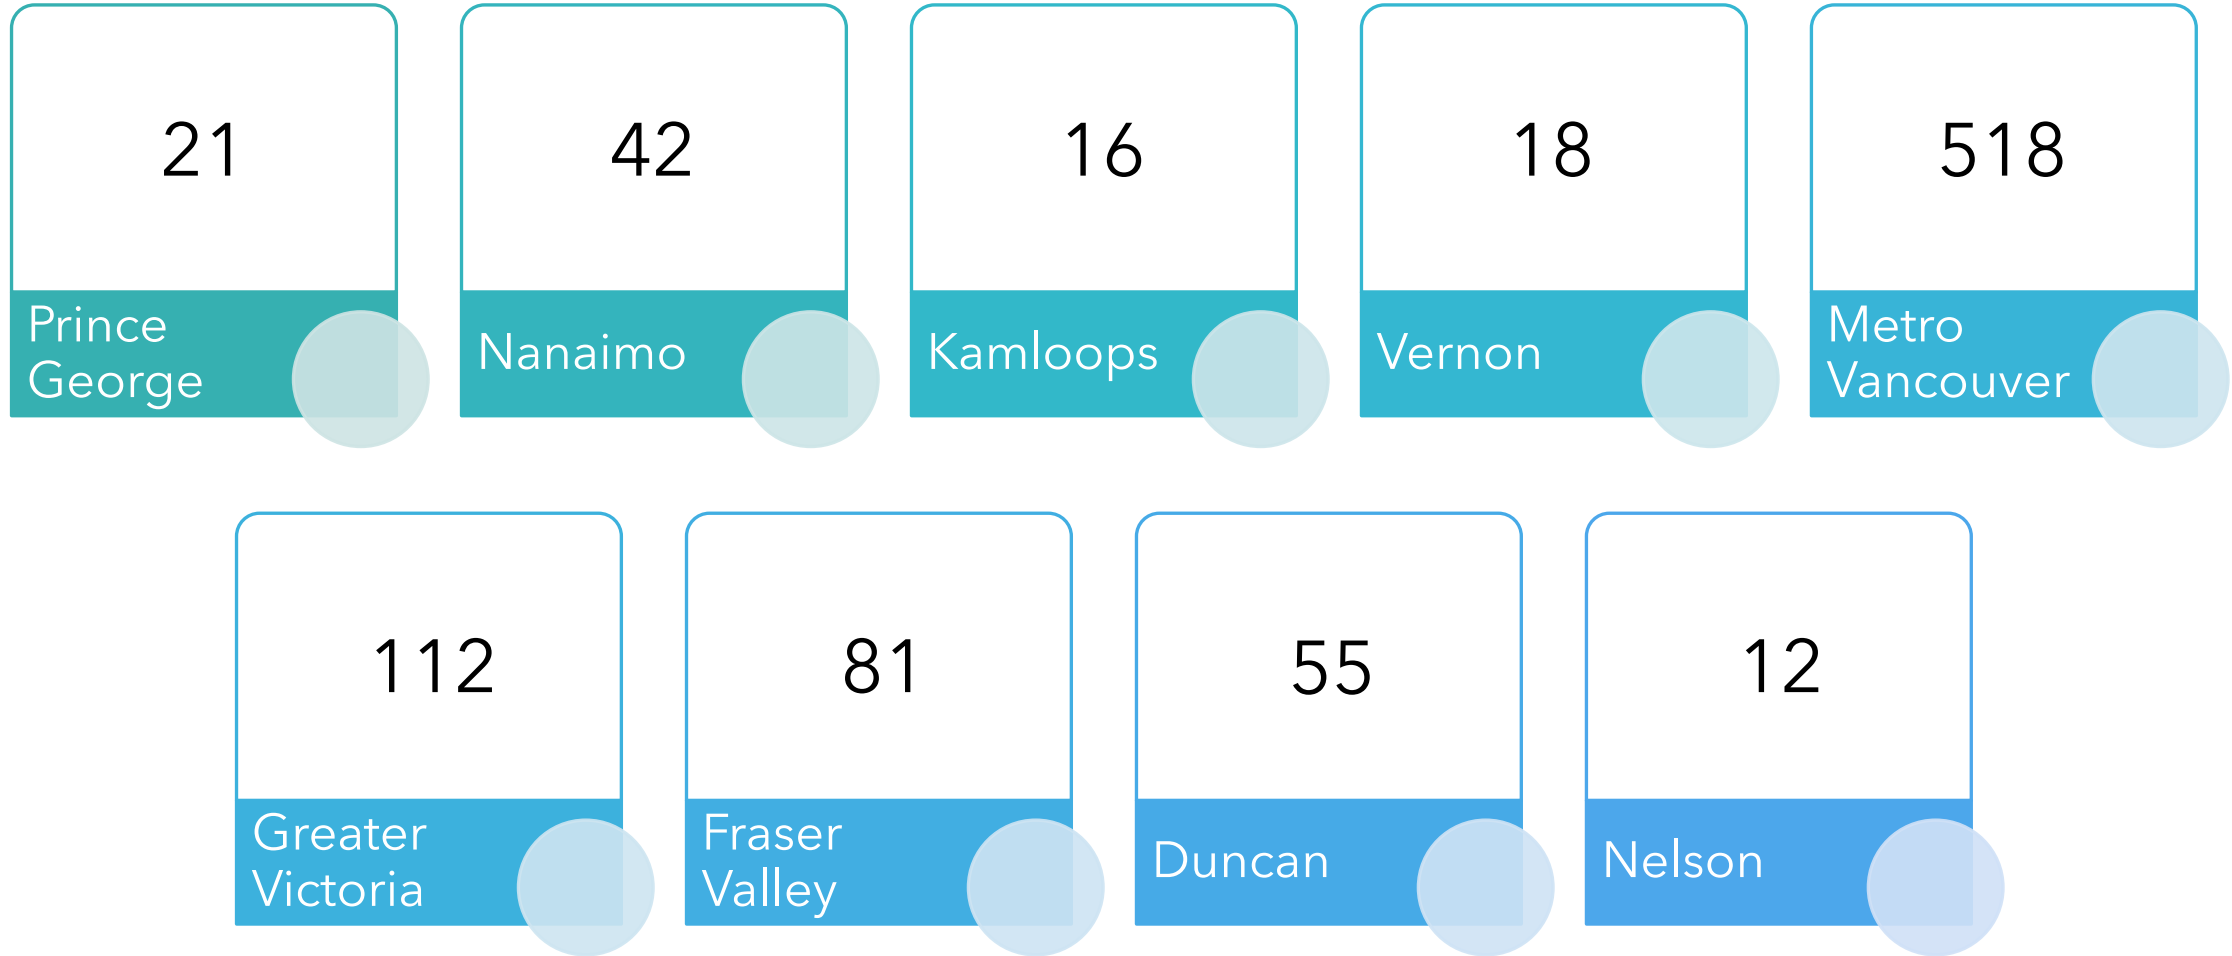 21
42
16
18
518
Prince
George
Nanaimo
Kamloops
Vernon
Metro
Vancouver
112
81
55
12
Greater
Victoria
Fraser
Valley
Duncan
Nelson